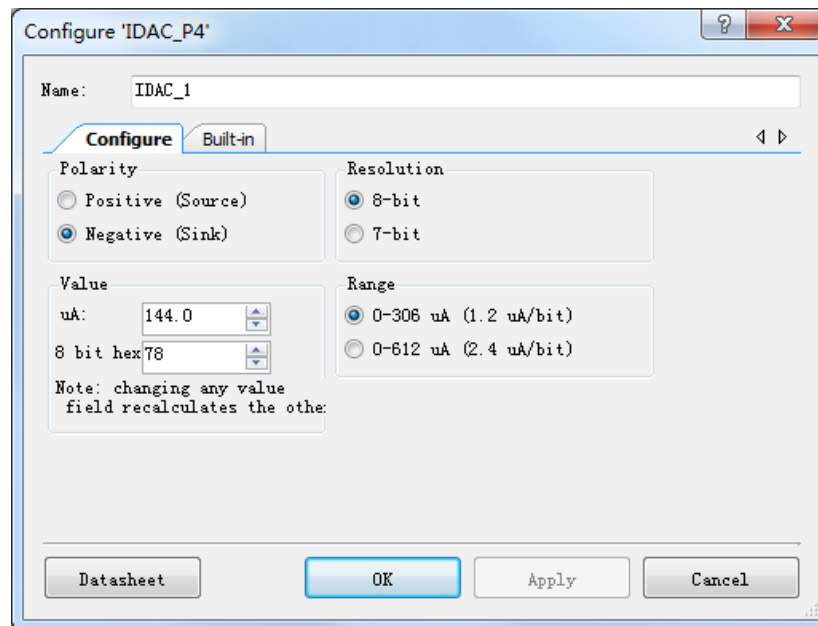 Configure 'IDAC_P4'
?
Name: IDAC_1
Configure Built-in
Polarity
Positive (Source)
Negative (Sink)
Resolution
8-bit
7-bit
Value
uA: 144.0
8 bit hex 78
Note: changing any value
field recalculates the othe
Range
0-306 uA (1.2 uA/bit)
0-612 uA (2.4 uA/bit)
Datasheet OK Apply Cancel